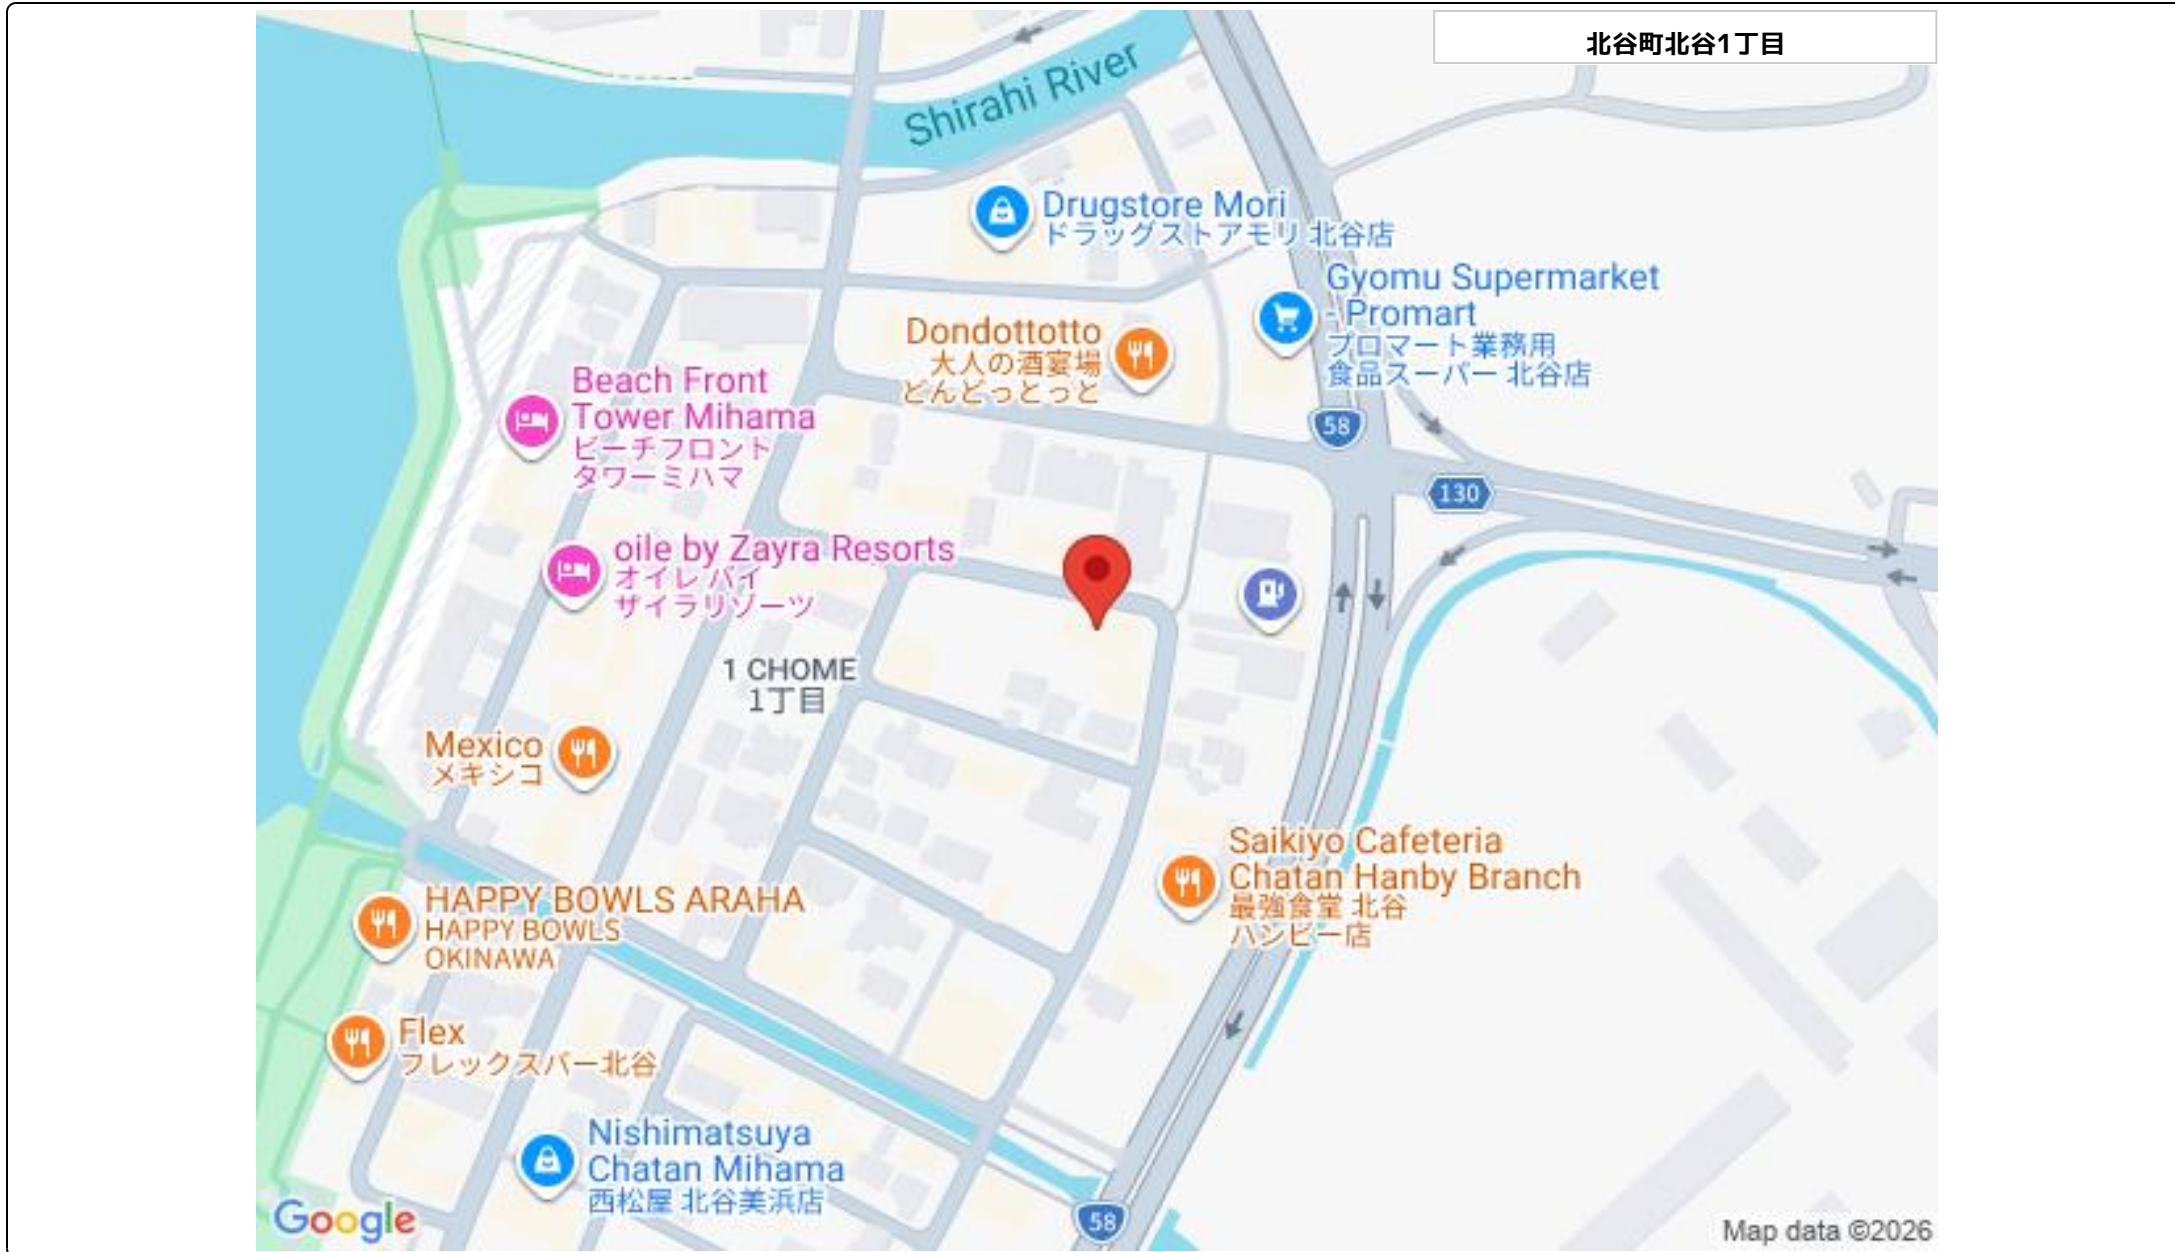 北谷町北谷1丁目
Shirahi River
Drugstore Mori
ドラッグストアモリ 北谷店
Gyomu Supermarket
- Promart
プロマート業務用
食品スーパー 北谷店
Dondottotto
大人の酒宴場
どんどっとっと
Beach Front
Tower Mihama
ビーチフロント
タワーミハマ
58
130
oile by Zayra Resorts
オイレ バイ
ザイラリゾーツ
1 CHOME
1丁目
Mexico
メキシコ
Saikiyo Cafeteria
Chatan Hanby Branch
最強食堂 北谷
ハンビー店
HAPPY BOWLS ARAHA
HAPPY BOWLS
OKINAWA
Flex
フレックスバー北谷
Nishimatsuya
Chatan Mihama
西松屋 北谷美浜店
58
Google
Map data ©2026